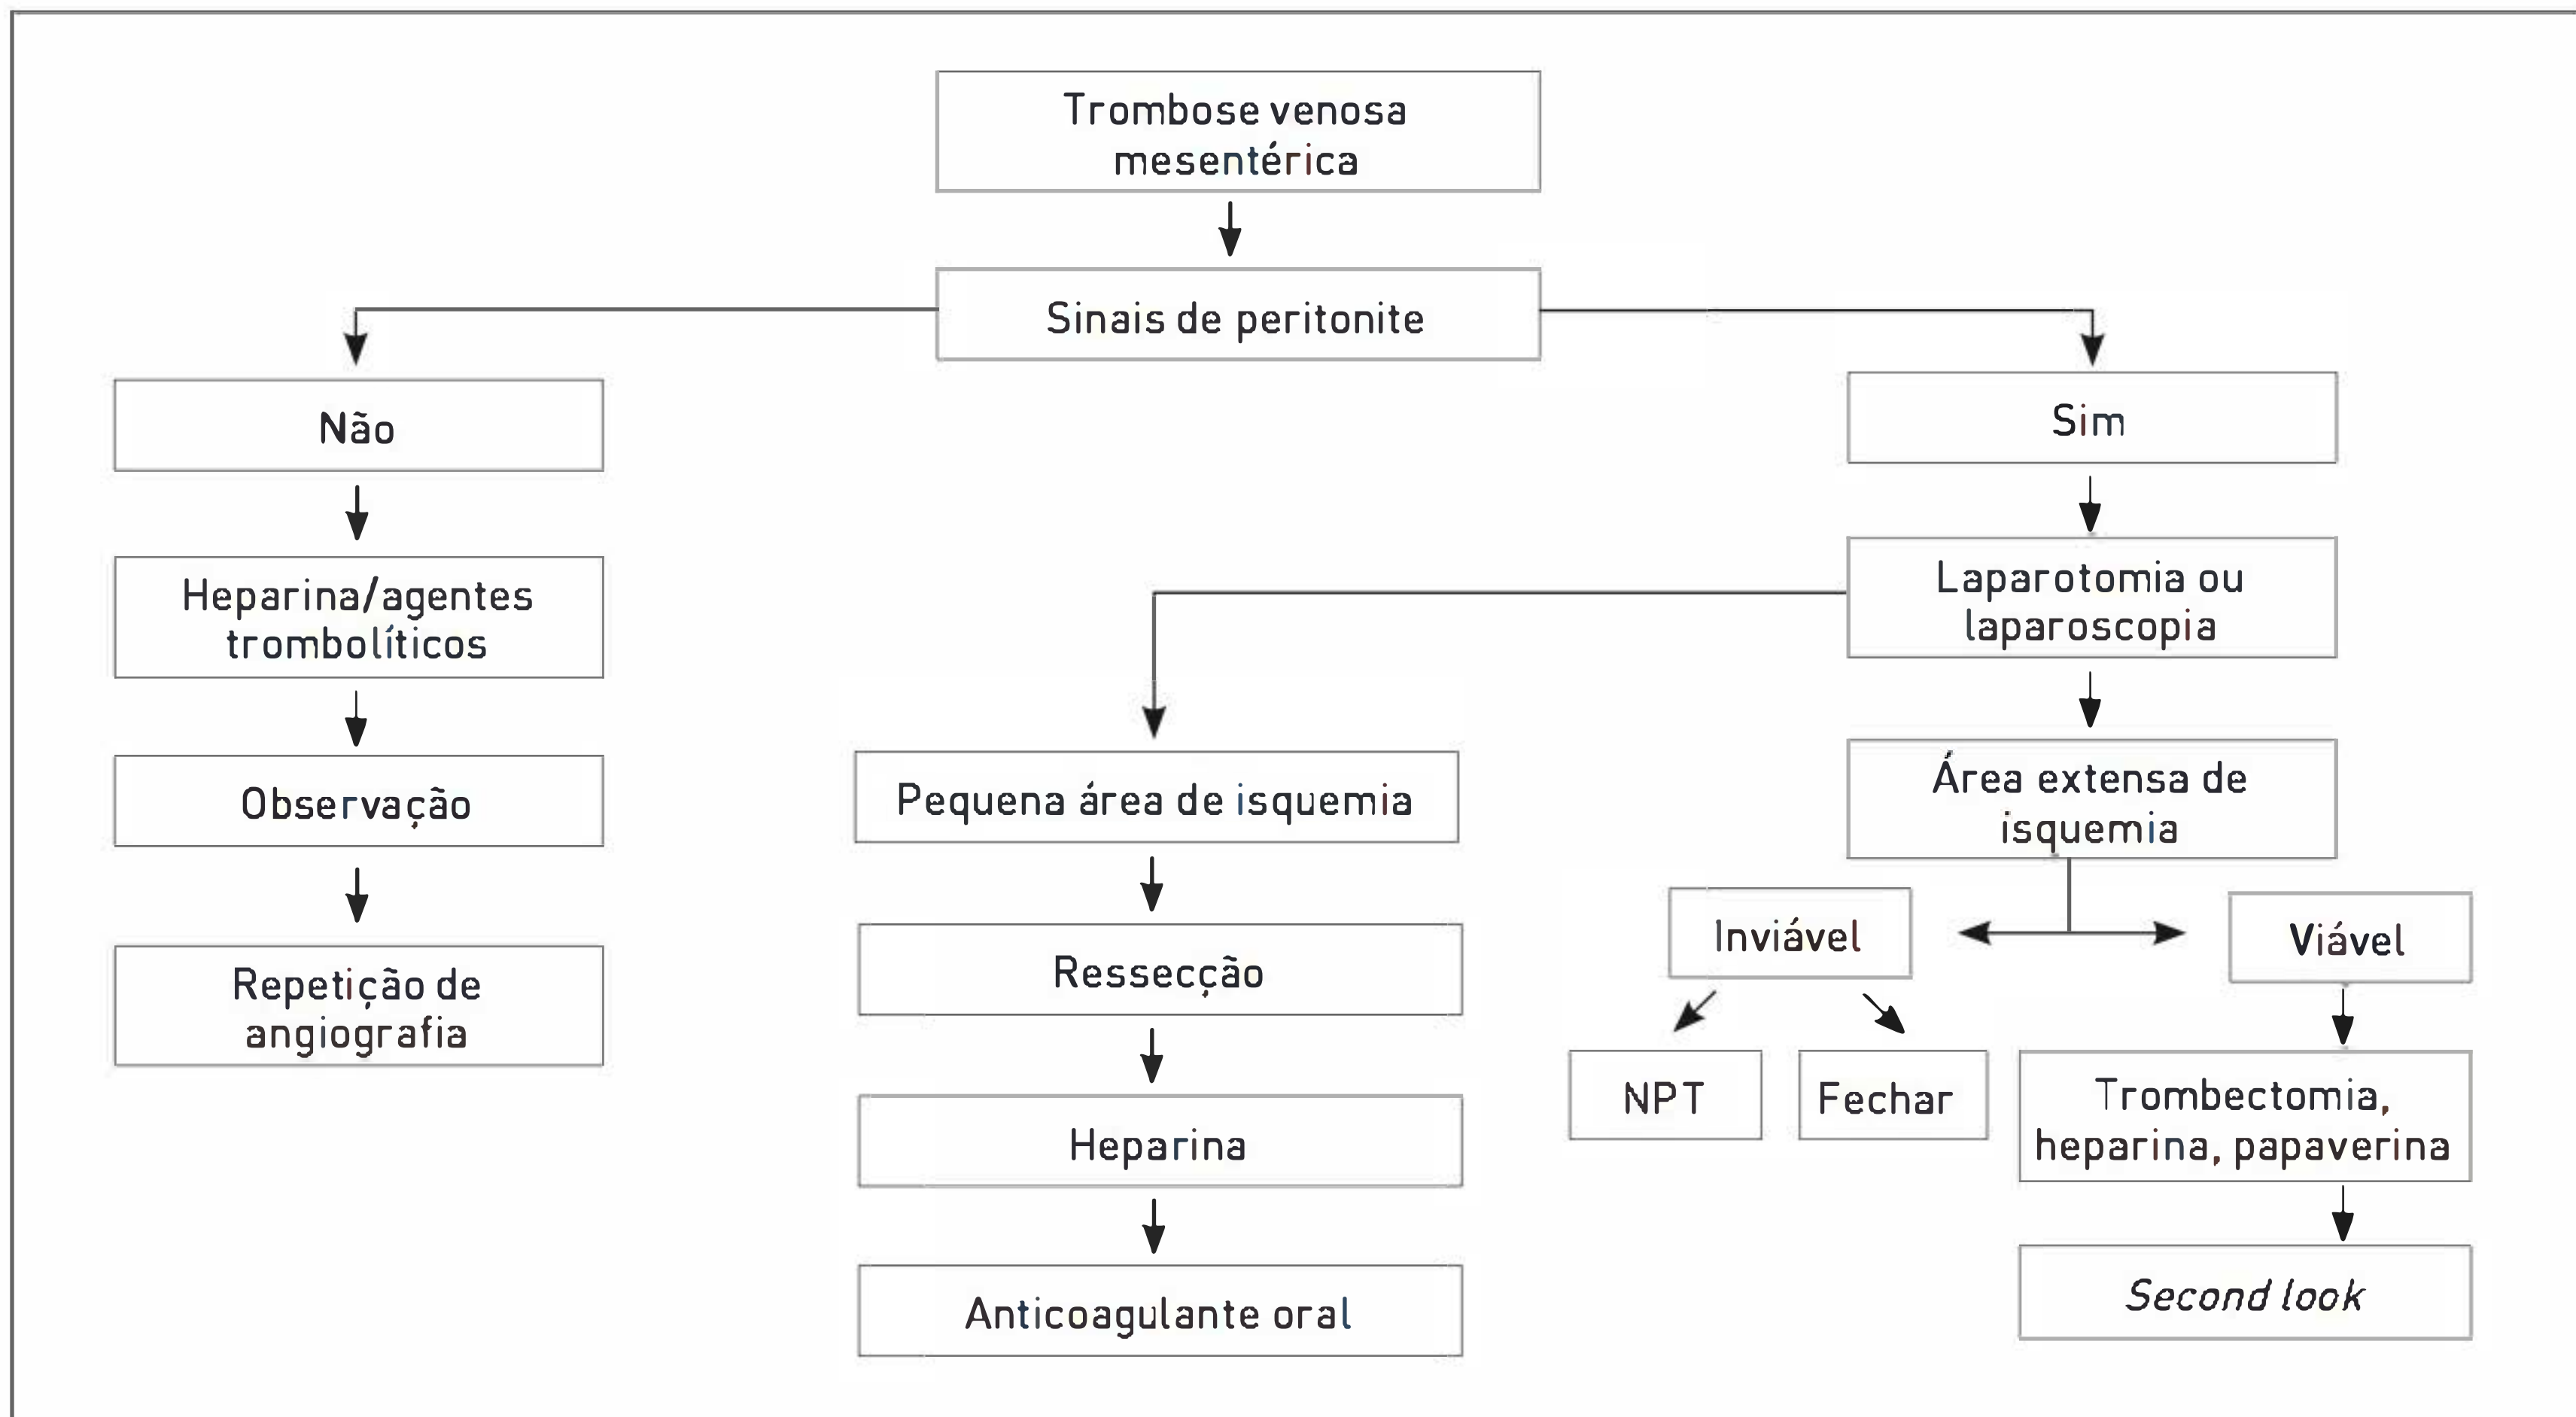 Trombose venosa
mesentérica
Sinais de peritonite
Não
Sim
Heparina/agentes
trombolíticos
Laparotomia ou
laparoscopia
Observação
Pequena área de isquemia
Área extensa de
isquemia
Repetição de
angiografia
Ressecção
Inviável
Viável
NPT
Fechar
Trombectomia,
heparina, papaverina
Heparina
Anticoagulante oral
Second look